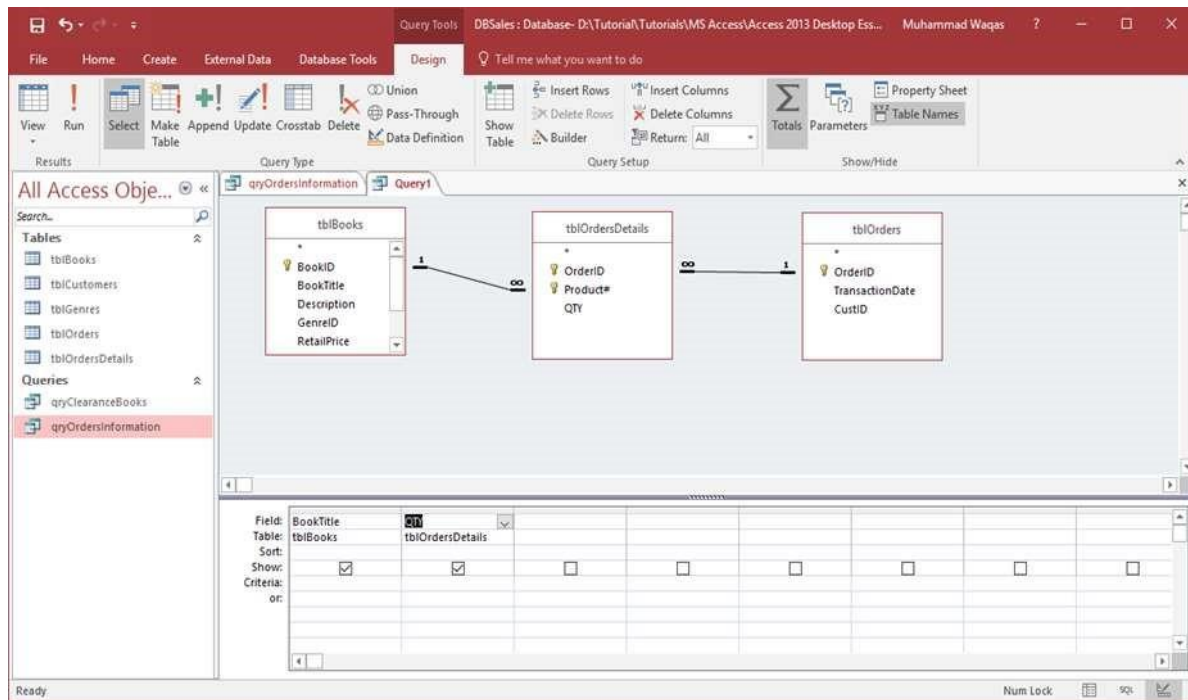 Query Tools DBSales : Database- D:\Tutorial\Tutorials\MS Access\Access 2013 Desktop Ess... Muhammad Waqas ?
File Home Create External Data Database Tools Design Tell me what you want to do
View Run Select Make Table Append Update Crosstab Delete
Union
Pass-Through
Data Definition
Show Table
Insert Rows
Delete Rows
Builder
Insert Columns
Delete Columns
Return: All
Totals Parameters
Property Sheet
Table Names
Results Query Type Query Setup Show/Hide
All Access Obje...
Search...
Tables
tblBooks
tblCustomers
tblGenres
tblOrders
tblOrdersDetails
Queries
qryClearanceBooks
qryOrdersInformation
qryOrdersInformation Query1
tblBooks
*
BookID
BookTitle
Description
GenreID
RetailPrice
1
∞
tblOrdersDetails
*
OrderID
Product#
QTY
∞
1
tblOrders
*
OrderID
TransactionDate
CustID
Field: BookTitle QTY
Table: tblBooks tblOrdersDetails
Sort:
Show:
Criteria:
or:
Ready Num Lock SQL